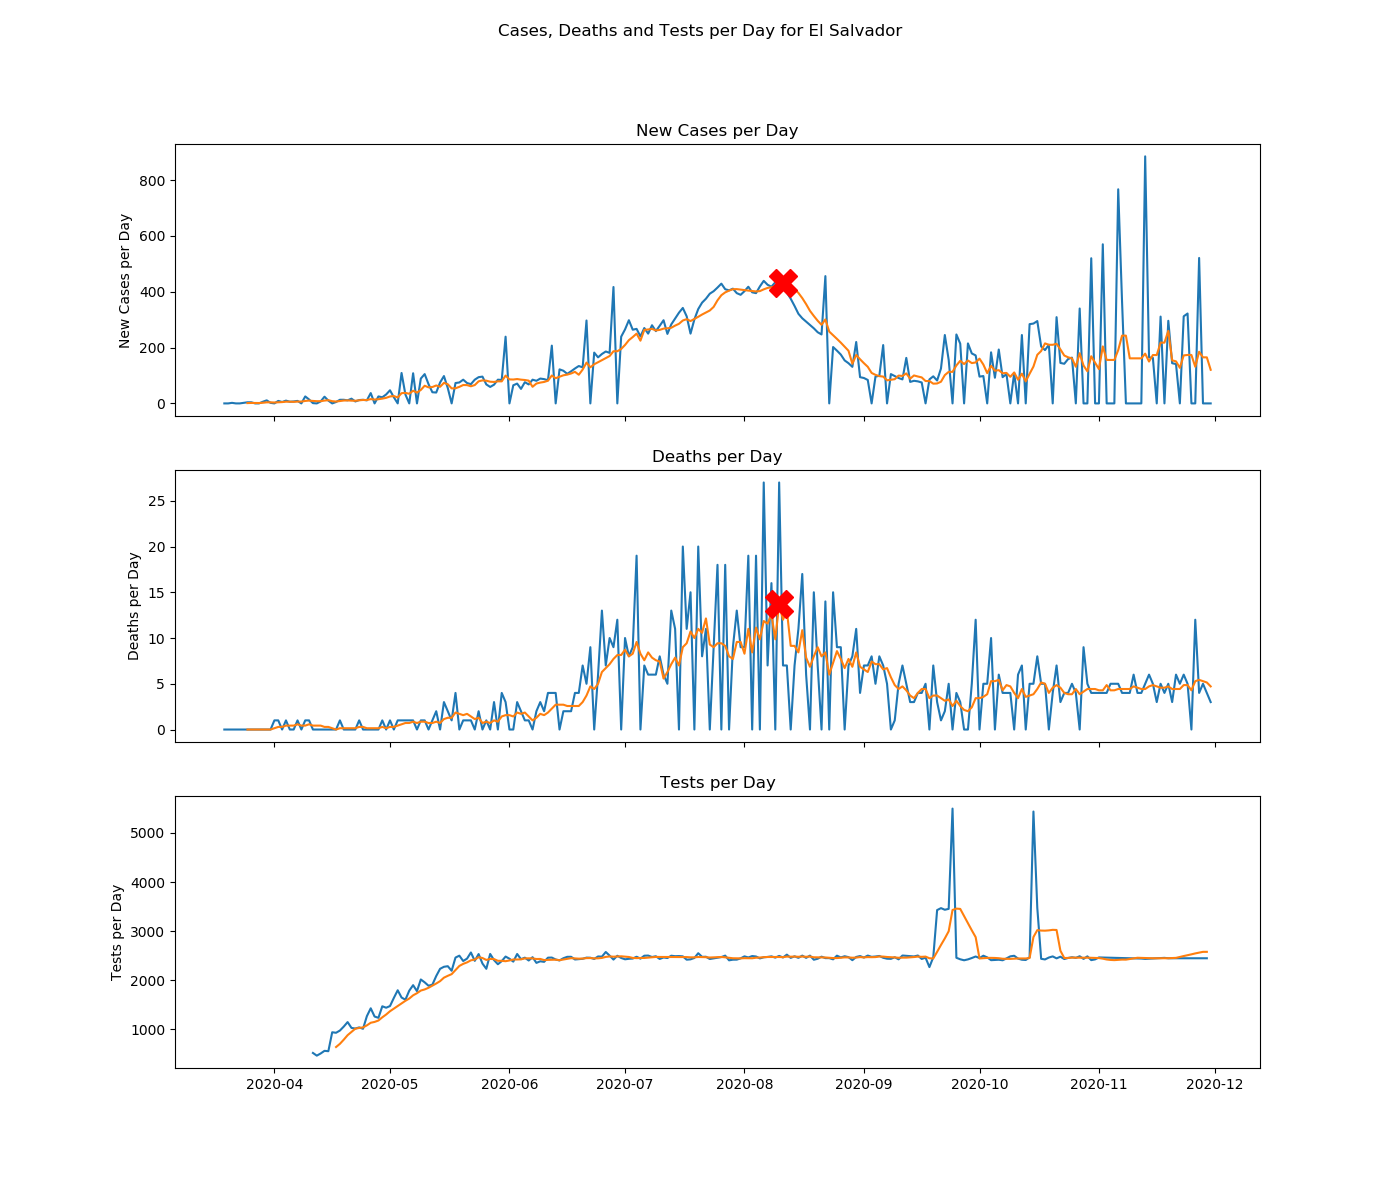 Cases, Deaths and Tests per Day for El Salvador
New Cases per Day
New Cases per Day
800
600
400
200
0
Deaths per Day
Deaths per Day
25
20
15
10
5
0
Tests per Day
Tests per Day
5000
4000
3000
2000
1000
2020-04 2020-05 2020-06 2020-07 2020-08 2020-09 2020-10 2020-11 2020-12